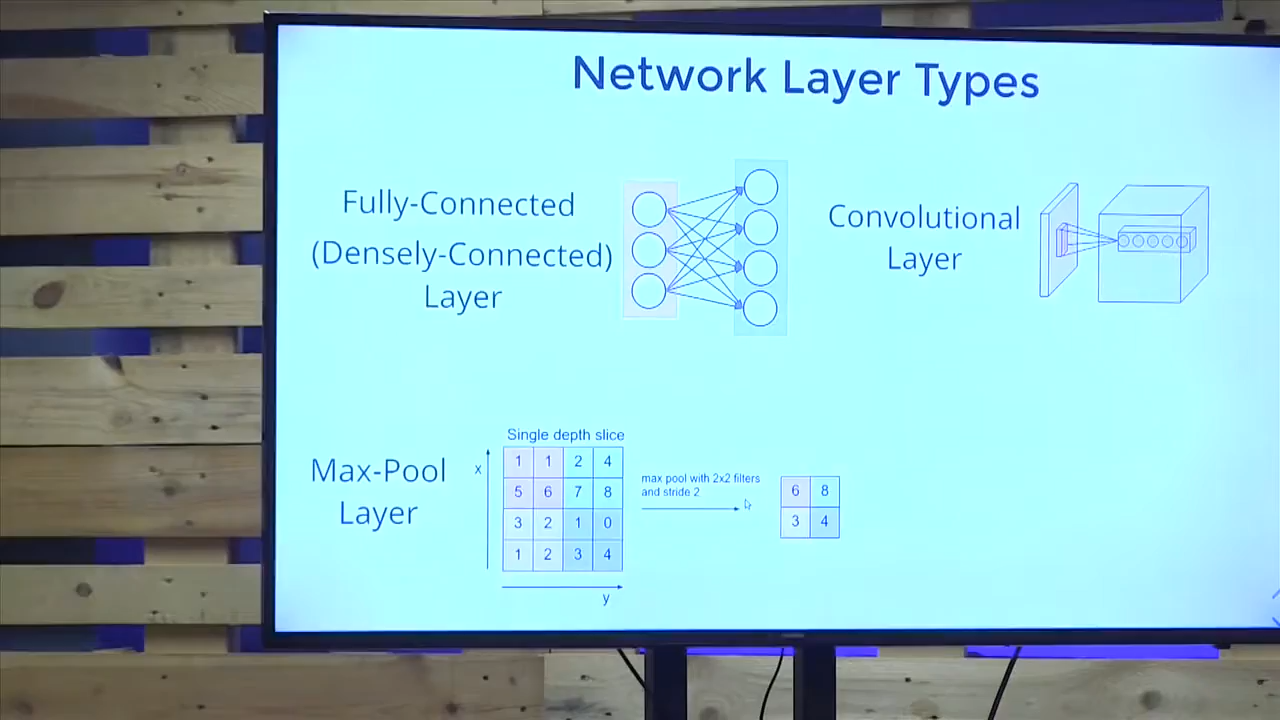 Network Layer Types
Fully-Connected
(Densely-Connected)
Layer
Convolutional
Layer
Max-Pool
Layer
Single depth slice
x
1 1 2 4
5 6 7 8
3 2 1 0
1 2 3 4
y
max pool with 2x2 filters
and stride 2
6 8
3 4